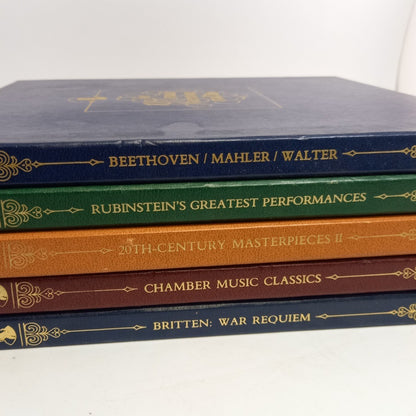 BEETHOVEN / MAHLER / WALTER
RUBINSTEIN'S GREATEST PERFORMANCES
20TH-CENTURY MASTERPIECES II
CHAMBER MUSIC CLASSICS
BRITTEN: WAR REQUIEM